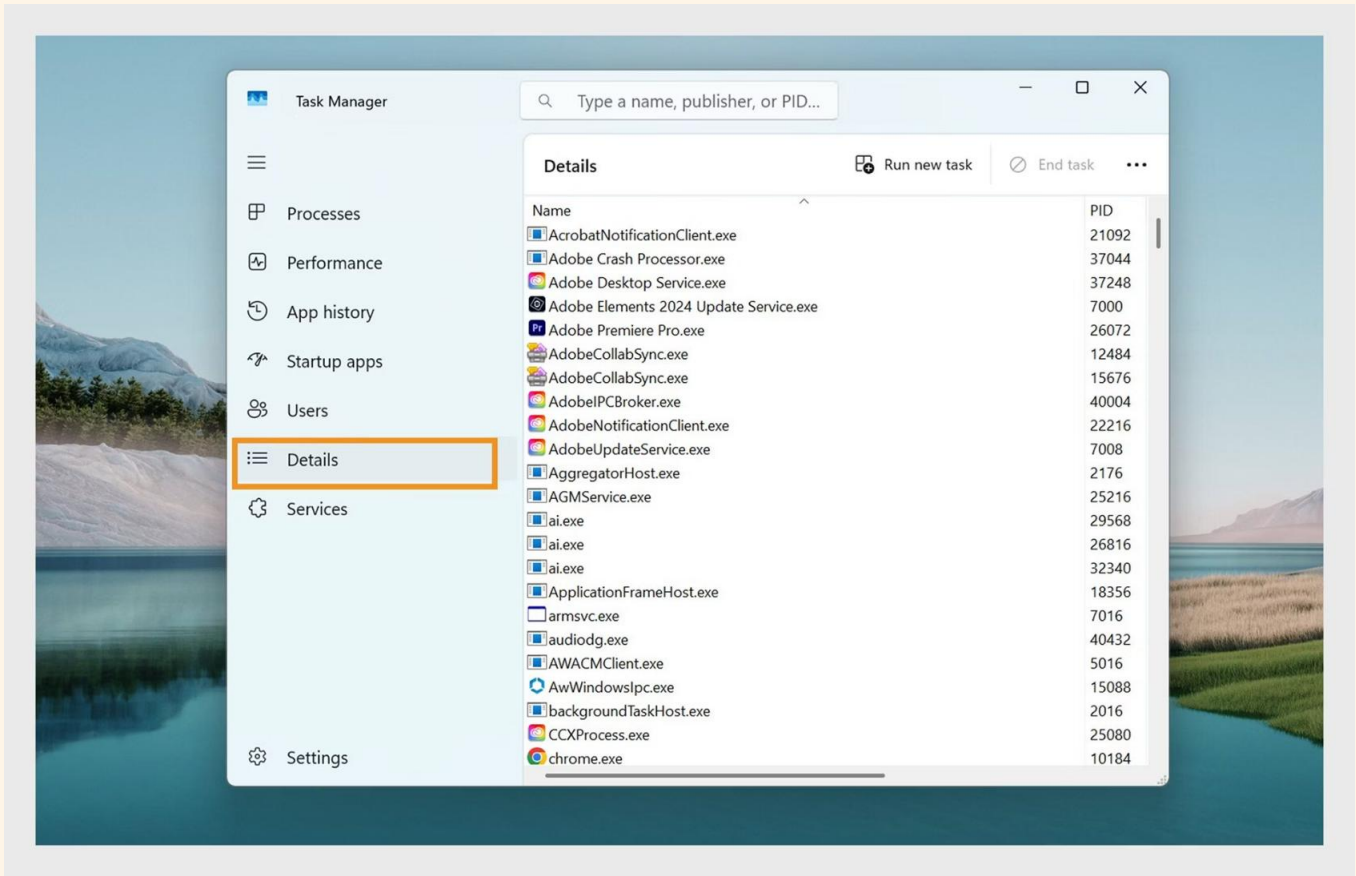 Task Manager
Type a name, publisher, or PID...
Details
Run new task
End task
Processes
Performance
App history
Startup apps
Users
Details
Services
Settings
Name PID
AcrobatNotificationClient.exe 21092
Adobe Crash Processor.exe 37044
Adobe Desktop Service.exe 37248
Adobe Elements 2024 Update Service.exe 7000
Pr Adobe Premiere Pro.exe 26072
AdobeCollabSync.exe 12484
AdobeCollabSync.exe 15676
AdobeIPCBroker.exe 40004
AdobeNotificationClient.exe 22216
AdobeUpdateService.exe 7008
AggregatorHost.exe 2176
AGMService.exe 25216
ai.exe 29568
ai.exe 26816
ai.exe 32340
ApplicationFrameHost.exe 18356
armsvc.exe 7016
audiodg.exe 40432
AWACMClient.exe 5016
AwWindowsIpc.exe 15088
backgroundTaskHost.exe 2016
CCXProcess.exe 25080
chrome.exe 10184